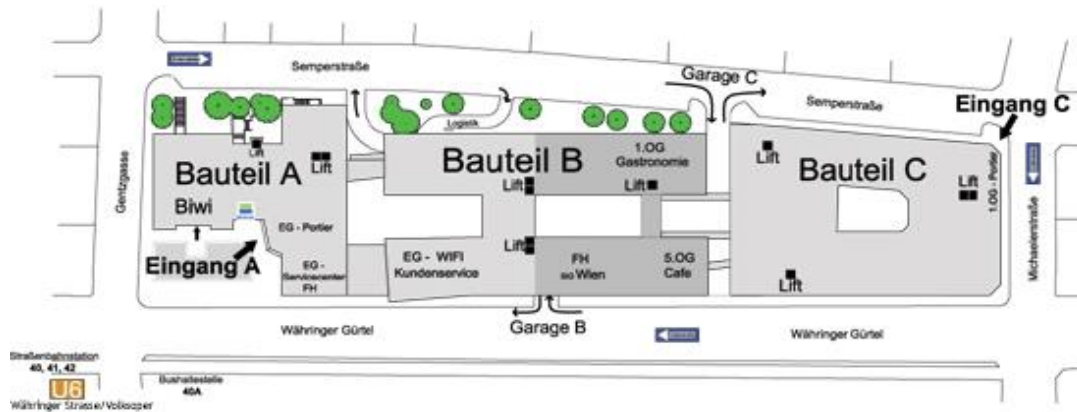 Semperstraße
Garage C
Semperstraße
Eingang C
Logistik
Lift
Bauteil A
Lift
Bauteil B
1.OG
Gastronomie
Lift
Bauteil C
Lift
Lift
Lift
1.OG - Portier
Gentzgasse
Michaelerstraße
Biwi
EG - Portier
Eingang A
EG -
Servicecenter
FH
EG - WIFI
Kundenservice
Lift
FH
Wien
5.OG
Cafe
Lift
Garage B
Währinger Gürtel
Währinger Gürtel
Straßenbahnstation
40, 41, 42
U6
Währinger Strasse/Volksoper
Bushaltestelle
40A